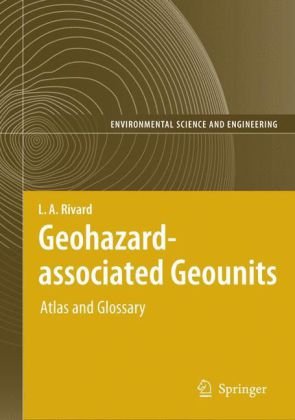 ENVIRONMENTAL SCIENCE AND ENGINEERING
L. A. Rivard
Geohazard-
associated Geounits
Atlas and Glossary
Springer